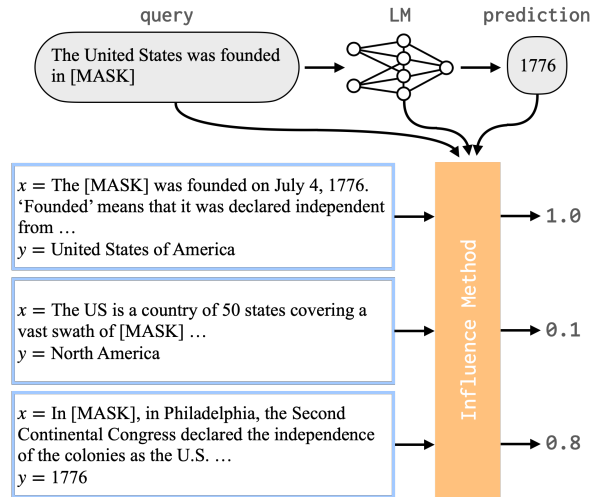 query
LM
prediction
The United States was founded
in [MASK]
1776
x = The [MASK] was founded on July 4, 1776.
‘Founded’ means that it was declared independent
from …
y = United States of America
1.0
x = The US is a country of 50 states covering a
vast swath of [MASK] …
y = North America
0.1
x = In [MASK], in Philadelphia, the Second
Continental Congress declared the independence
of the colonies as the U.S. …
y = 1776
0.8
Influence Method